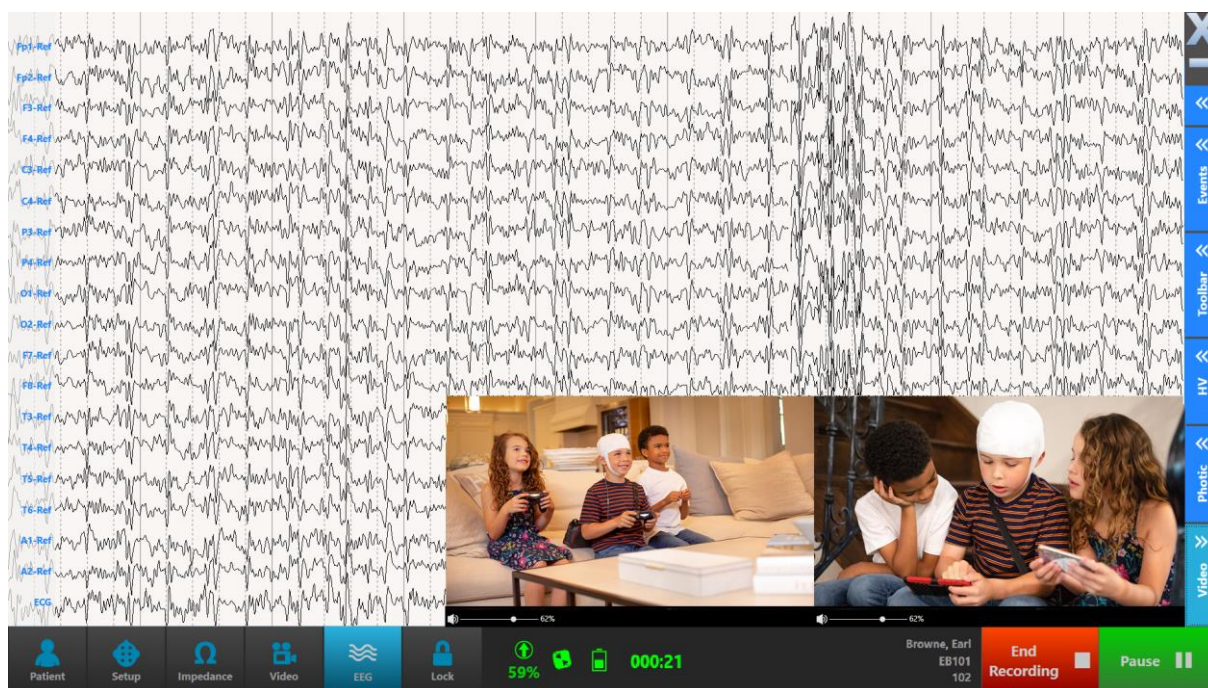 Fp1-Ref
Fp2-Ref
F3-Ref
F4-Ref
C3-Ref
C4-Ref
P3-Ref
P4-Ref
O1-Ref
O2-Ref
F7-Ref
F8-Ref
T3-Ref
T4-Ref
T5-Ref
T6-Ref
A1-Ref
A2-Ref
ECG
X
Events
Toolbar
HV
Photic
Video
62%
62%
Patient
Setup
Impedance
Video
EEG
Lock
59%
000:21
Browne, Earl
EB101
102
End
Recording
Pause